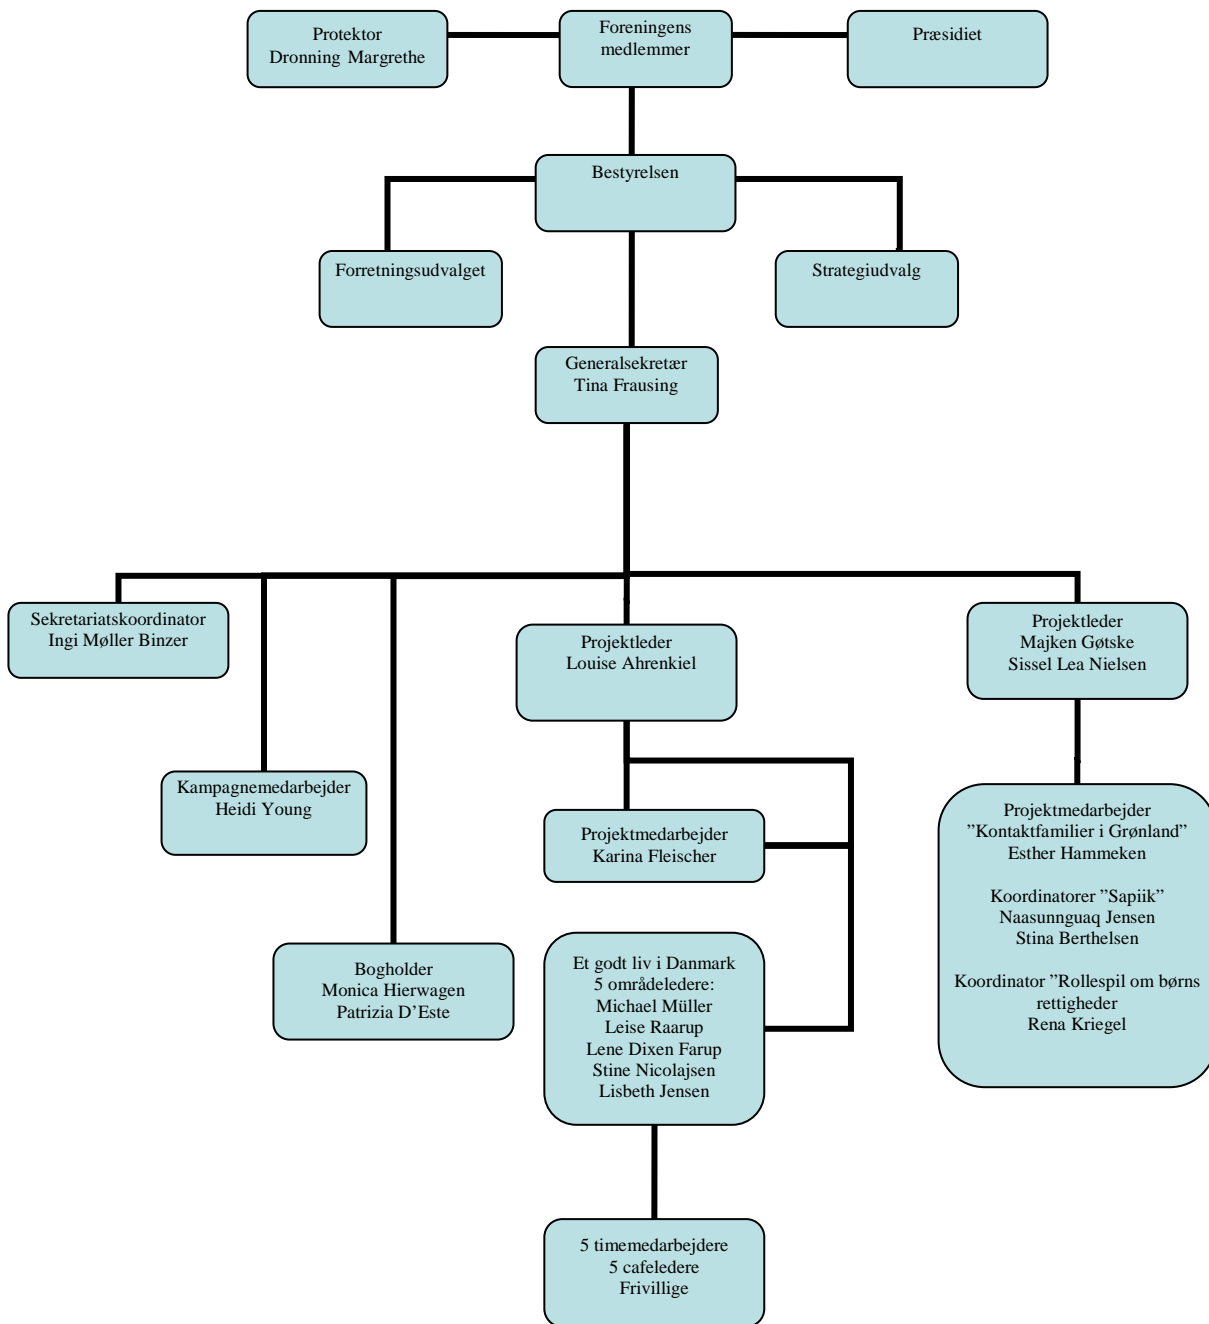 Protektor
Dronning Margrethe
Foreningens
medlemmer
Præsidiet
Bestyrelsen
Forretningsudvalget
Strategiudvalg
Generalsekretær
Tina Frausing
Sekretariatskoordinator
Ingi Møller Binzer
Projektleder
Louise Ahrenkiel
Projektleder
Majken Gøtske
Sissel Lea Nielsen
Kampagnemedarbejder
Heidi Young
Projektmedarbejder
Karina Fleischer
Projektmedarbejder
”Kontaktfamilier i Grønland”
Esther Hammeken
Koordinatorer ”Sapiik”
Naasunnguaq Jensen
Stina Berthelsen
Koordinator ”Rollespil om børns
rettigheder
Rena Kriegel
Bogholder
Monica Hierwagen
Patrizia D’Este
Et godt liv i Danmark
5 områdeledere:
Michael Müller
Leise Raarup
Lene Dixen Farup
Stine Nicolajsen
Lisbeth Jensen
5 timemedarbejdere
5 cafeledere
Frivillige